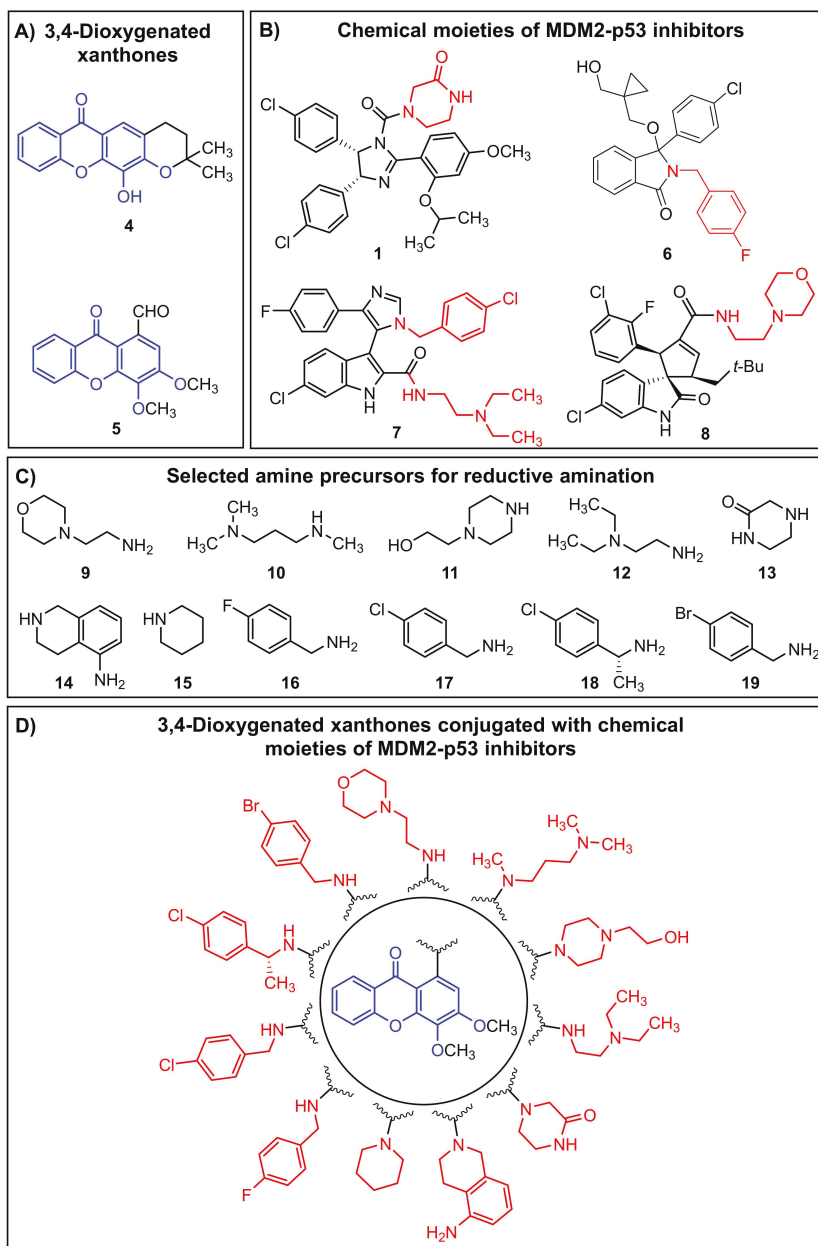 A) 3,4-Dioxygenated
xanthones
O
O
O
CH3
CH3
OH
4
O
CHO
O
OCH3
OCH3
5
B) Chemical moieties of MDM2-p53 inhibitors
Cl
O
O
N
NH
N
N
OCH3
O
Cl
CH3
H3C
1
HO
Cl
O
N
O
F
6
F
N
N
Cl
Cl
N
H
O
HN
N
CH3
CH3
7
Cl
F
O
H
N
O
N
t-Bu
O
Cl
N
H
8
C) Selected amine precursors for reductive amination
O
N
NH2
9
CH3
H3C
N
H
N
CH3
10
NH
N
HO
11
H3C
H3C
N
NH2
12
O
NH
N
H
13
HN
NH2
14
HN
15
F
NH2
16
Cl
NH2
17
Cl
NH2
CH3
18
Br
NH2
19
D) 3,4-Dioxygenated xanthones conjugated with chemical
moieties of MDM2-p53 inhibitors
O
N
NH
Br
NH
CH3
N
CH3
H3C
N
Cl
H
N
CH3
N
N
OH
O
O
OCH3
OCH3
HN
Cl
NH
N
CH3
CH3
HN
F
N
N
H2N
N
O
NH